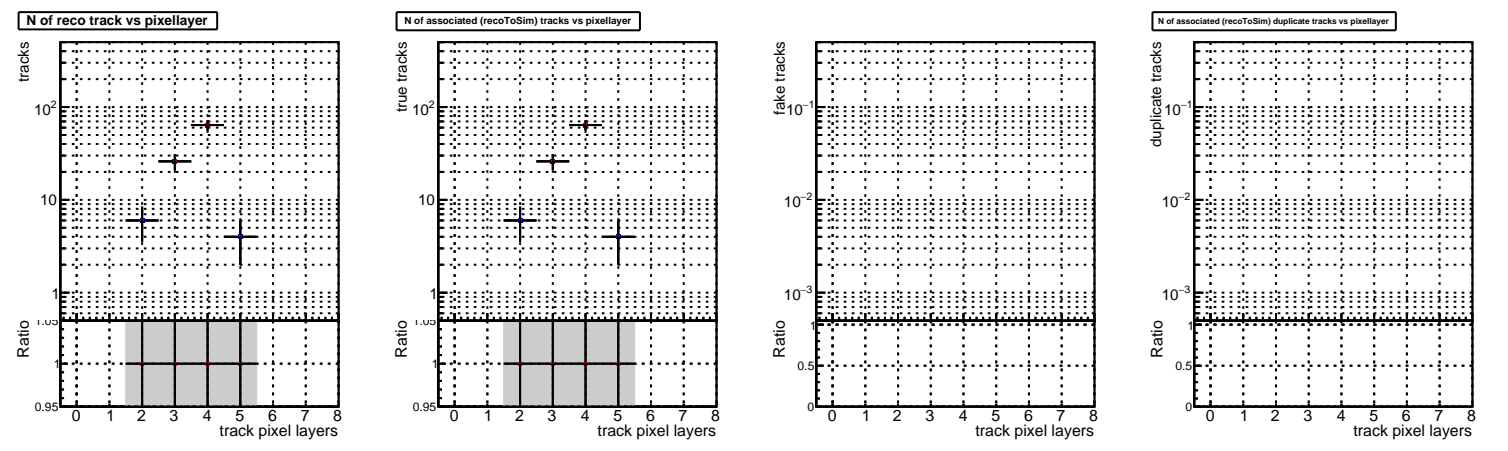 N of reco track vs pixellayer
tracks
10²
10
1
Ratio
1.05
1
0.95
0 1 2 3 4 5 6 7 8
track pixel layers
N of associated (recoToSim) tracks vs pixellayer
true tracks
10²
10
1
Ratio
1.05
1
0.95
0 1 2 3 4 5 6 7 8
track pixel layers
fake tracks
10⁻¹
10⁻²
10⁻³
Ratio
1
0.5
0
0 1 2 3 4 5 6 7 8
track pixel layers
N of associated (recoToSim) duplicate tracks vs pixellayer
duplicate tracks
10⁻¹
10⁻²
10⁻³
Ratio
1
0.5
0
0 1 2 3 4 5 6 7 8
track pixel layers